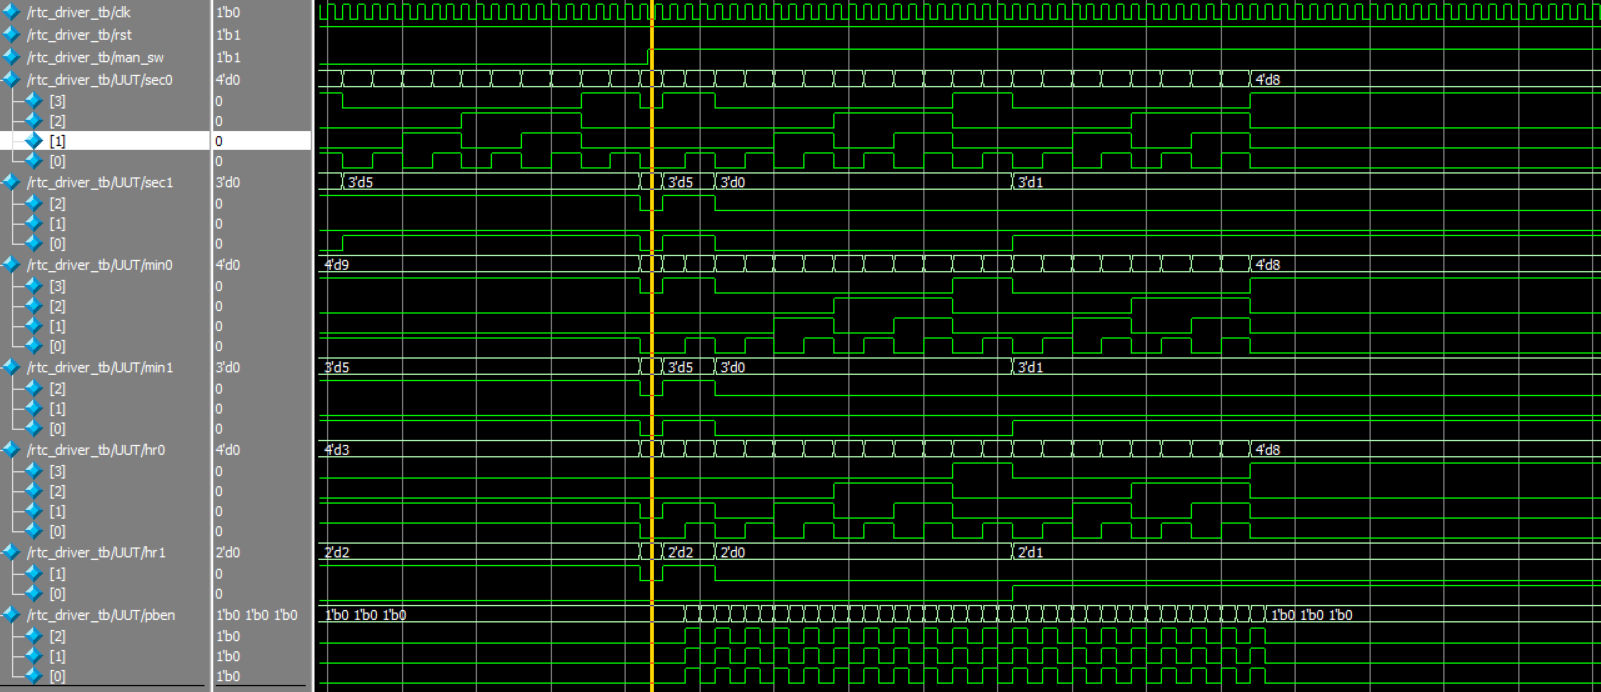 /rtc_driver_tb/clk 1'b0
/rtc_driver_tb/rst 1'b1
/rtc_driver_tb/man_sw 1'b1
/rtc_driver_tb/UUT/sec0 4'd0 4'd8
[3] 0
[2] 0
[1] 0
[0] 0
/rtc_driver_tb/UUT/sec1 3'd0 3'd5 3'd5 3'd0 3'd1
[2] 0
[1] 0
[0] 0
/rtc_driver_tb/UUT/min0 4'd0 4'd9 4'd8
[3] 0
[2] 0
[1] 0
[0] 0
/rtc_driver_tb/UUT/min1 3'd0 3'd5 3'd5 3'd0 3'd1
[2] 0
[1] 0
[0] 0
/rtc_driver_tb/UUT/hr0 4'd0 4'd3 4'd8
[3] 0
[2] 0
[1] 0
[0] 0
/rtc_driver_tb/UUT/hr1 2'd0 2'd2 2'd2 2'd0 2'd1
[1] 0
[0] 0
/rtc_driver_tb/UUT/pben 1'b0 1'b0 1'b0 1'b0 1'b0 1'b0 1'b0 1'b0 1'b0
[2] 1'b0
[1] 1'b0
[0] 1'b0